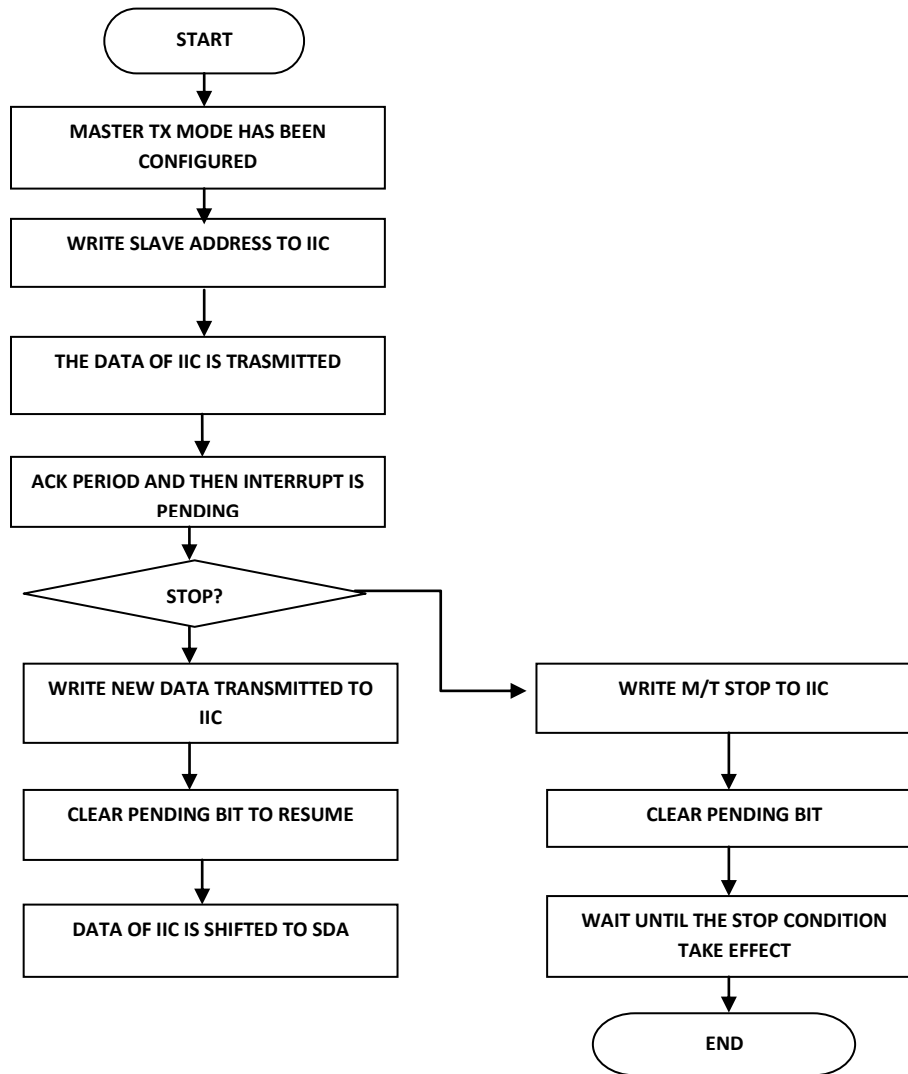 START
MASTER TX MODE HAS BEEN
CONFIGURED
WRITE SLAVE ADDRESS TO IIC
THE DATA OF IIC IS TRASMITTED
ACK PERIOD AND THEN INTERRUPT IS
PENDING
STOP?
WRITE NEW DATA TRANSMITTED TO
IIC
CLEAR PENDING BIT TO RESUME
DATA OF IIC IS SHIFTED TO SDA
WRITE M/T STOP TO IIC
CLEAR PENDING BIT
WAIT UNTIL THE STOP CONDITION
TAKE EFFECT
END